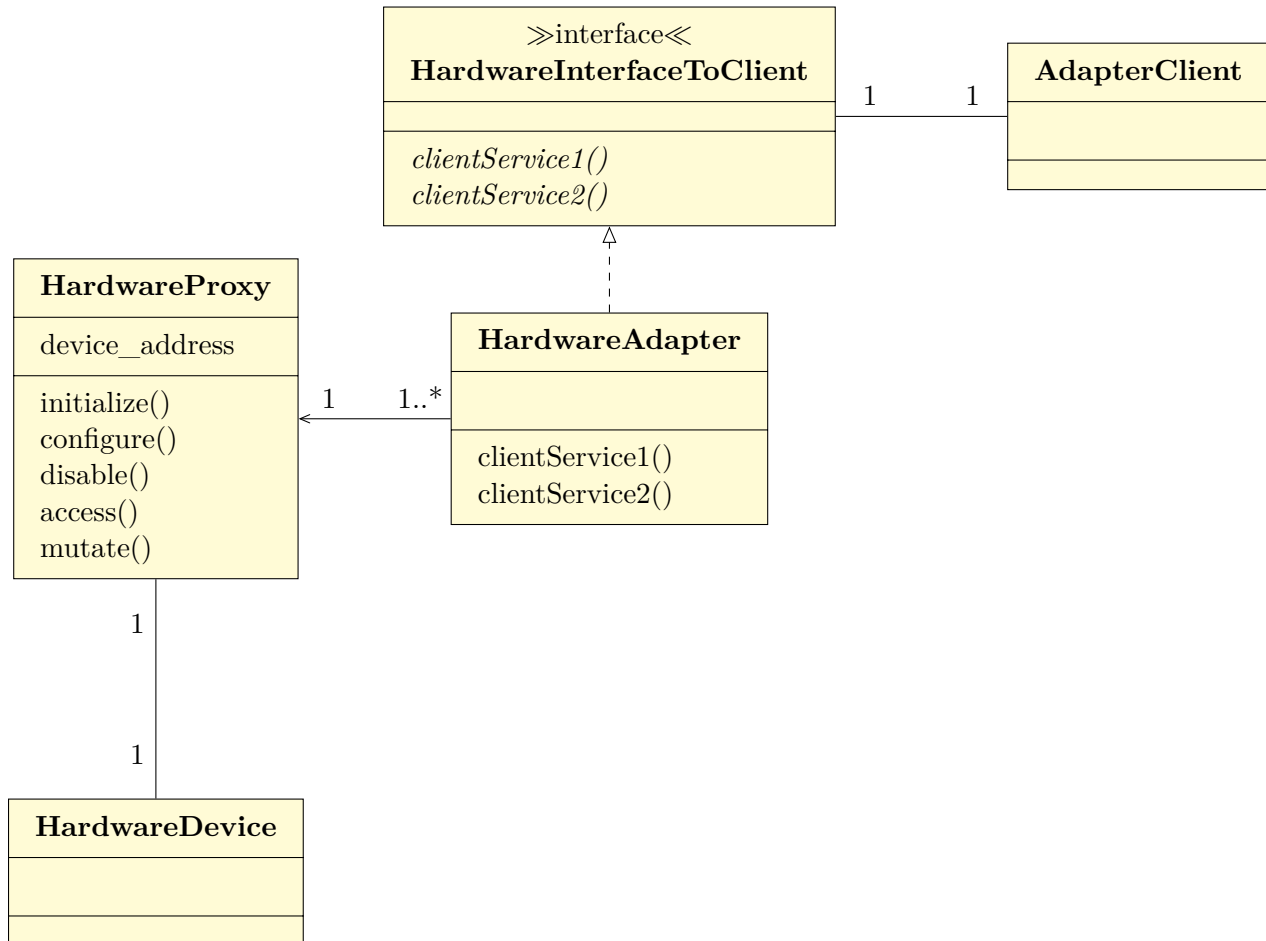 ≫interface≪
HardwareInterfaceToClient
clientService1()
clientService2()
AdapterClient
1 1
HardwareProxy
device_address
initialize()
configure()
disable()
access()
mutate()
1 1..*
HardwareAdapter
clientService1()
clientService2()
1
1
HardwareDevice